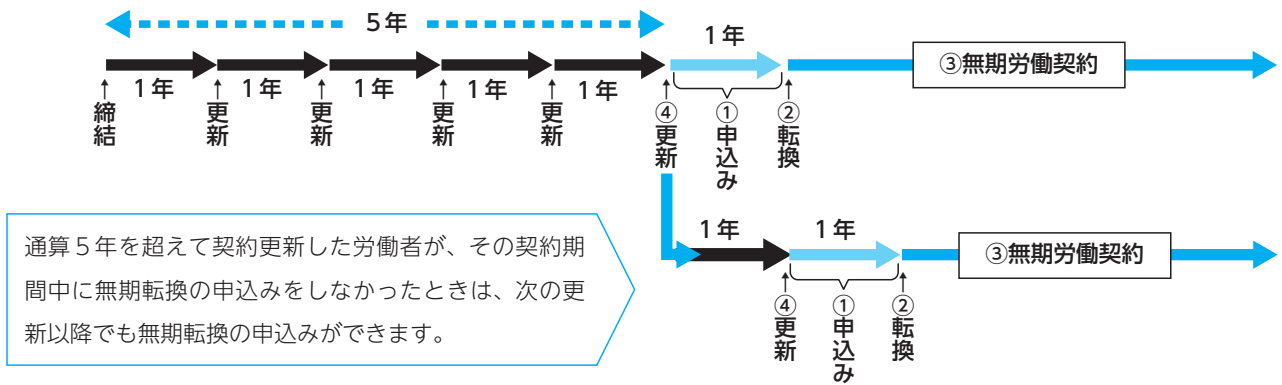 5年
1年
1年
1年
1年
1年
1年
③無期労働契約
↑締結
↑更新
↑更新
↑更新
↑更新
↑④更新
①申込み
↑②転換
通算5年を超えて契約更新した労働者が、その契約期
間中に無期転換の申込みをしなかったときは、次の更
新以降でも無期転換の申込みができます。
1年
1年
③無期労働契約
↑④更新
①申込み
↑②転換